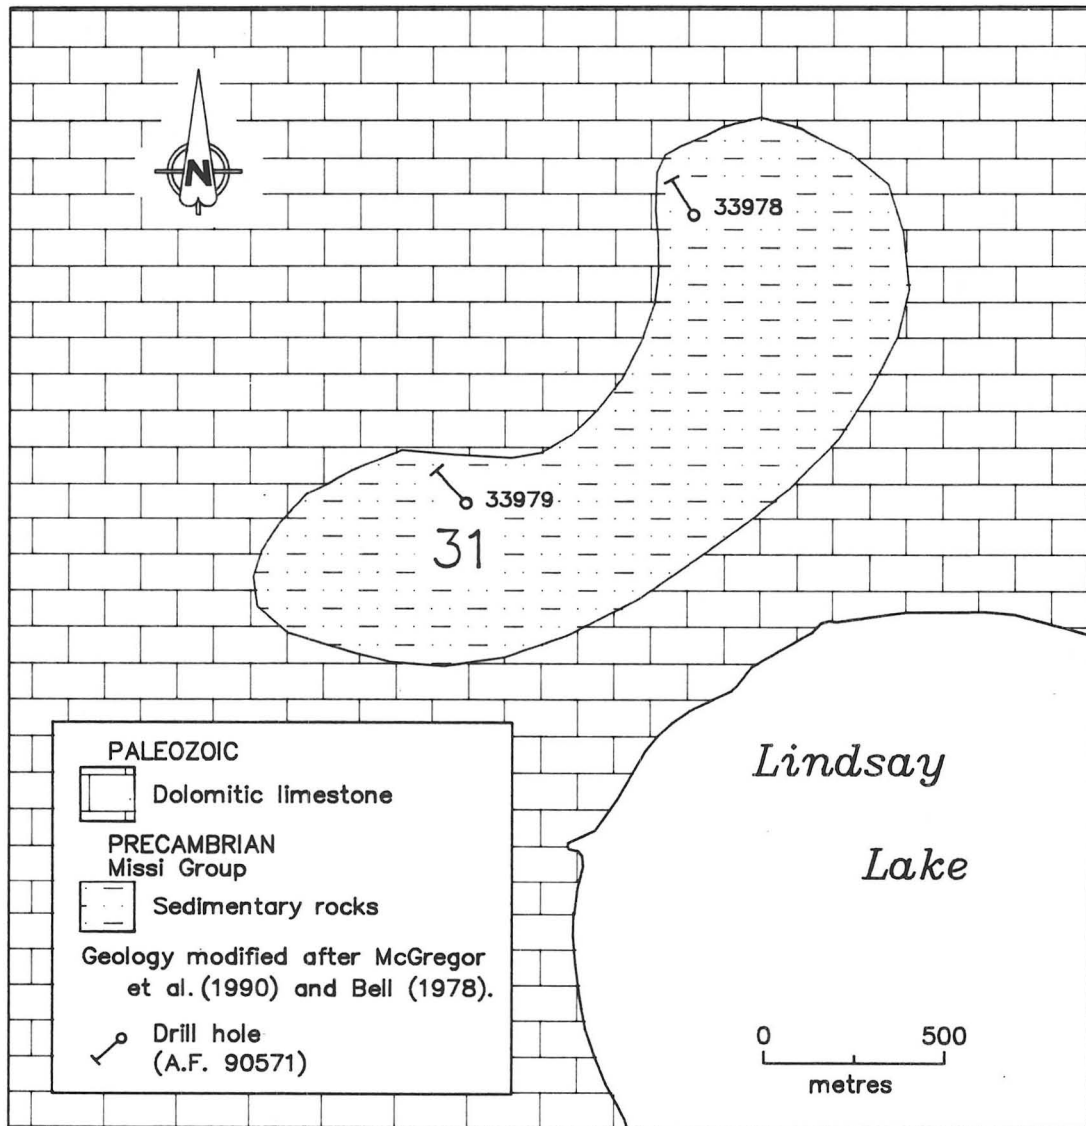 N
33978
33979
31
Lindsay
Lake
PALEOZOIC
Dolomitic limestone
PRECAMBRIAN
Missi Group
Sedimentary rocks
Geology modified after McGregor
et al. (1990) and Bell (1978).
Drill hole
(A.F. 90571)
0 500
metres